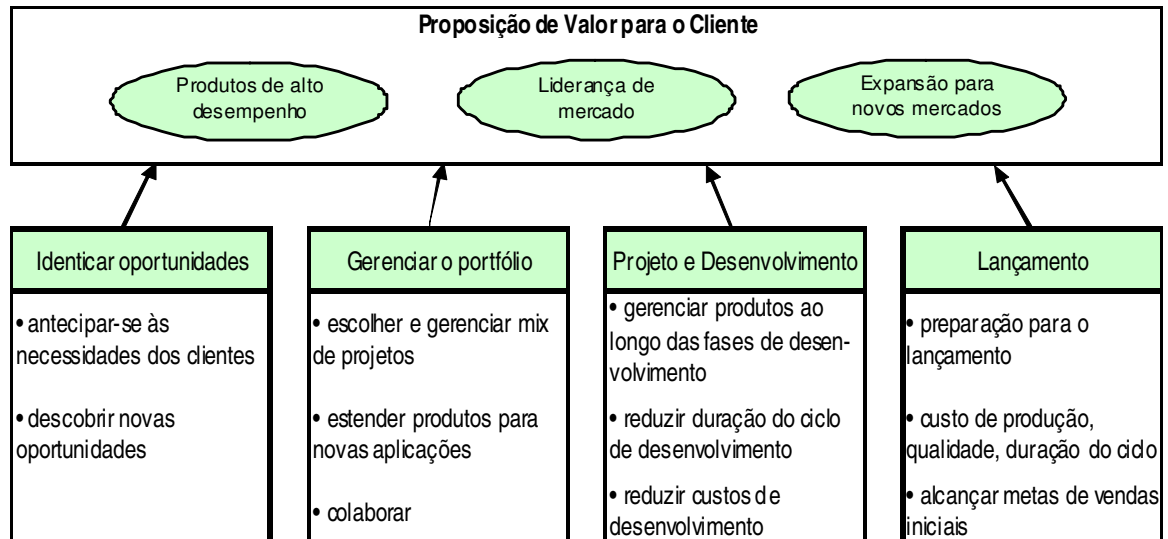 Proposição de Valor para o Cliente
Produtos de alto
desempenho
Liderança de
mercado
Expansão para
novos mercados
Identicar oportunidades
• antecipar-se às
necessidades dos clientes
• descobrir novas
oportunidades
Gerenciar o portfólio
• escolher e gerenciar mix
de projetos
• estender produtos para
novas aplicações
• colaborar
Projeto e Desenvolvimento
• gerenciar produtos ao
longo das fases de desen-
volvimento
• reduzir duração do ciclo
de desenvolvimento
• reduzir custos de
desenvolvimento
Lançamento
• preparação para o
lançamento
• custo de produção,
qualidade, duração do ciclo
• alcançar metas de vendas
iniciais